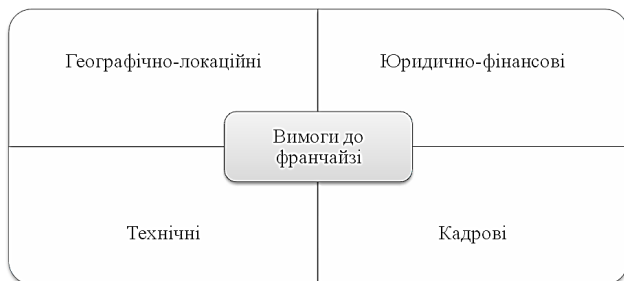 Географічно-локаційні
Юридично-фінансові
Вимоги до
франчайзі
Технічні
Кадрові